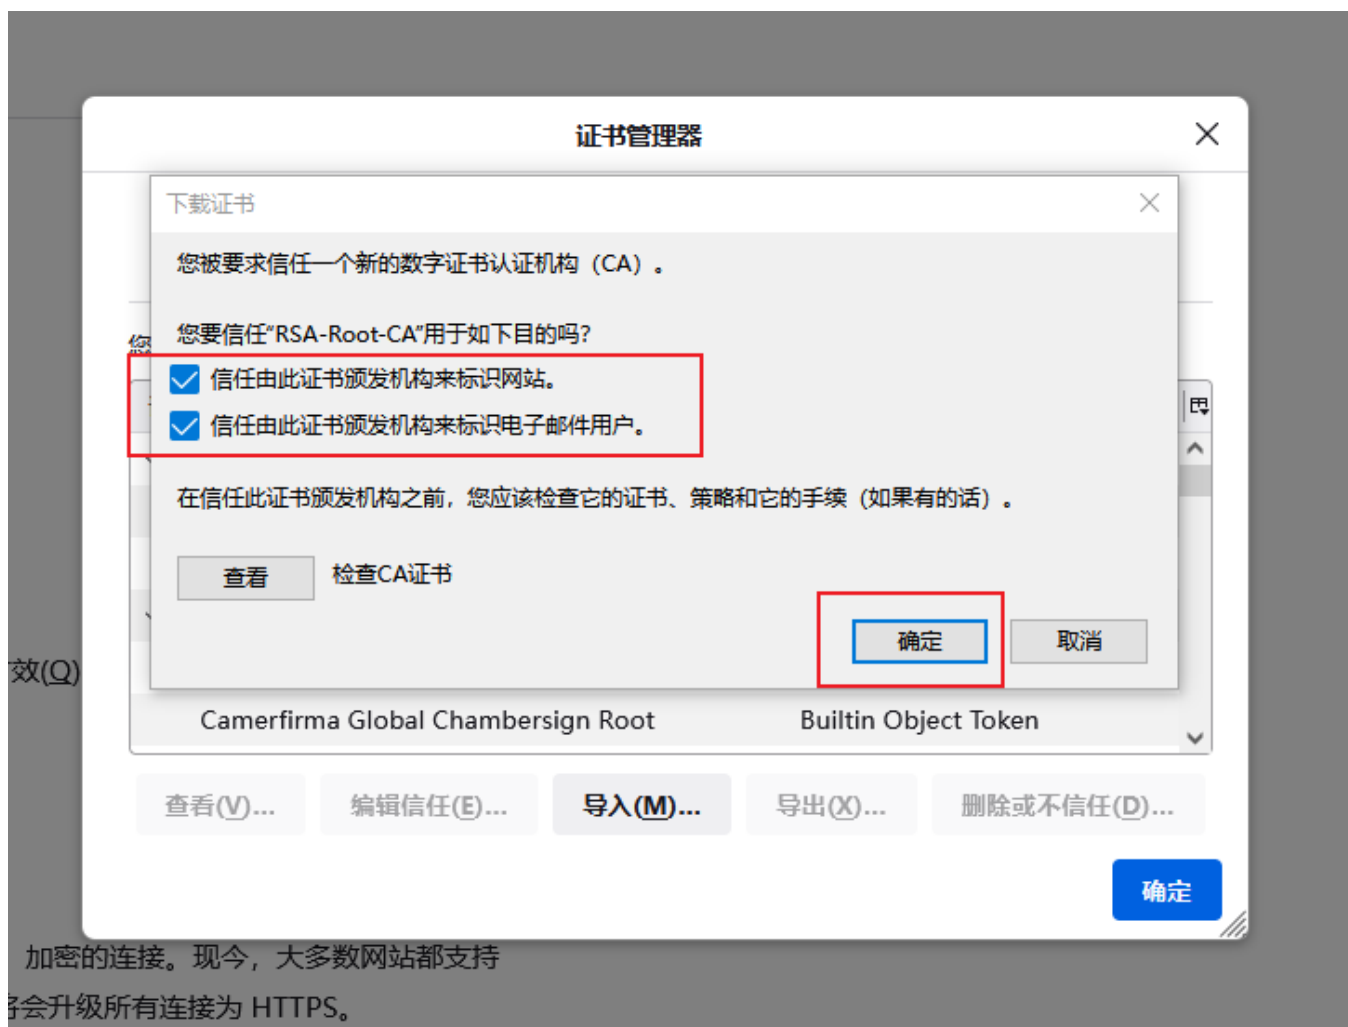 证书管理器
下载证书
您被要求信任一个新的数字证书认证机构（CA）。
您要信任“RSA-Root-CA”用于如下目的吗？
您
信任由此证书颁发机构来标识网站。
信任由此证书颁发机构来标识电子邮件用户。
在信任此证书颁发机构之前，您应该检查它的证书、策略和它的手续（如果有的话）。
查看 检查CA证书
确定 取消
效(Q)
Camerfirma Global Chambersign Root Builtin Object Token
查看(V)... 编辑信任(E)... 导入(M)... 导出(X)... 删除或不信任(D)...
确定
加密的连接。现今，大多数网站都支持
会升级所有连接为 HTTPS。